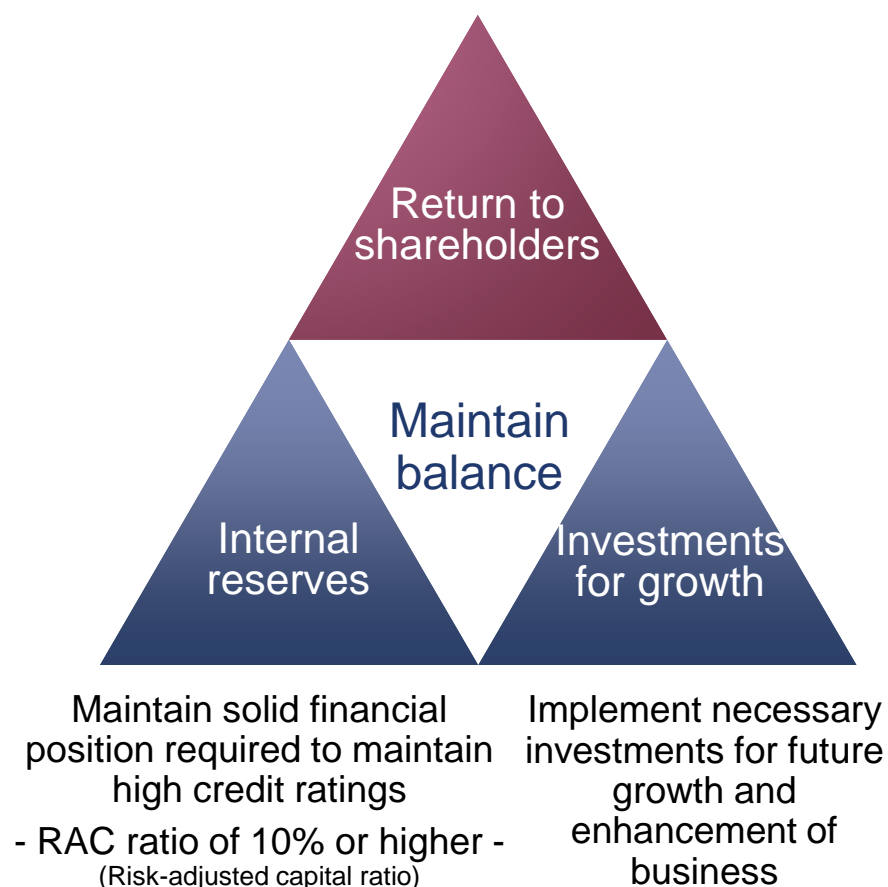 Return to
shareholders
Maintain
balance
Internal
reserves
Investments
for growth
Maintain solid financial
position required to maintain
high credit ratings
- RAC ratio of 10% or higher -
(Risk-adjusted capital ratio)
Implement necessary
investments for future
growth and
enhancement of
business